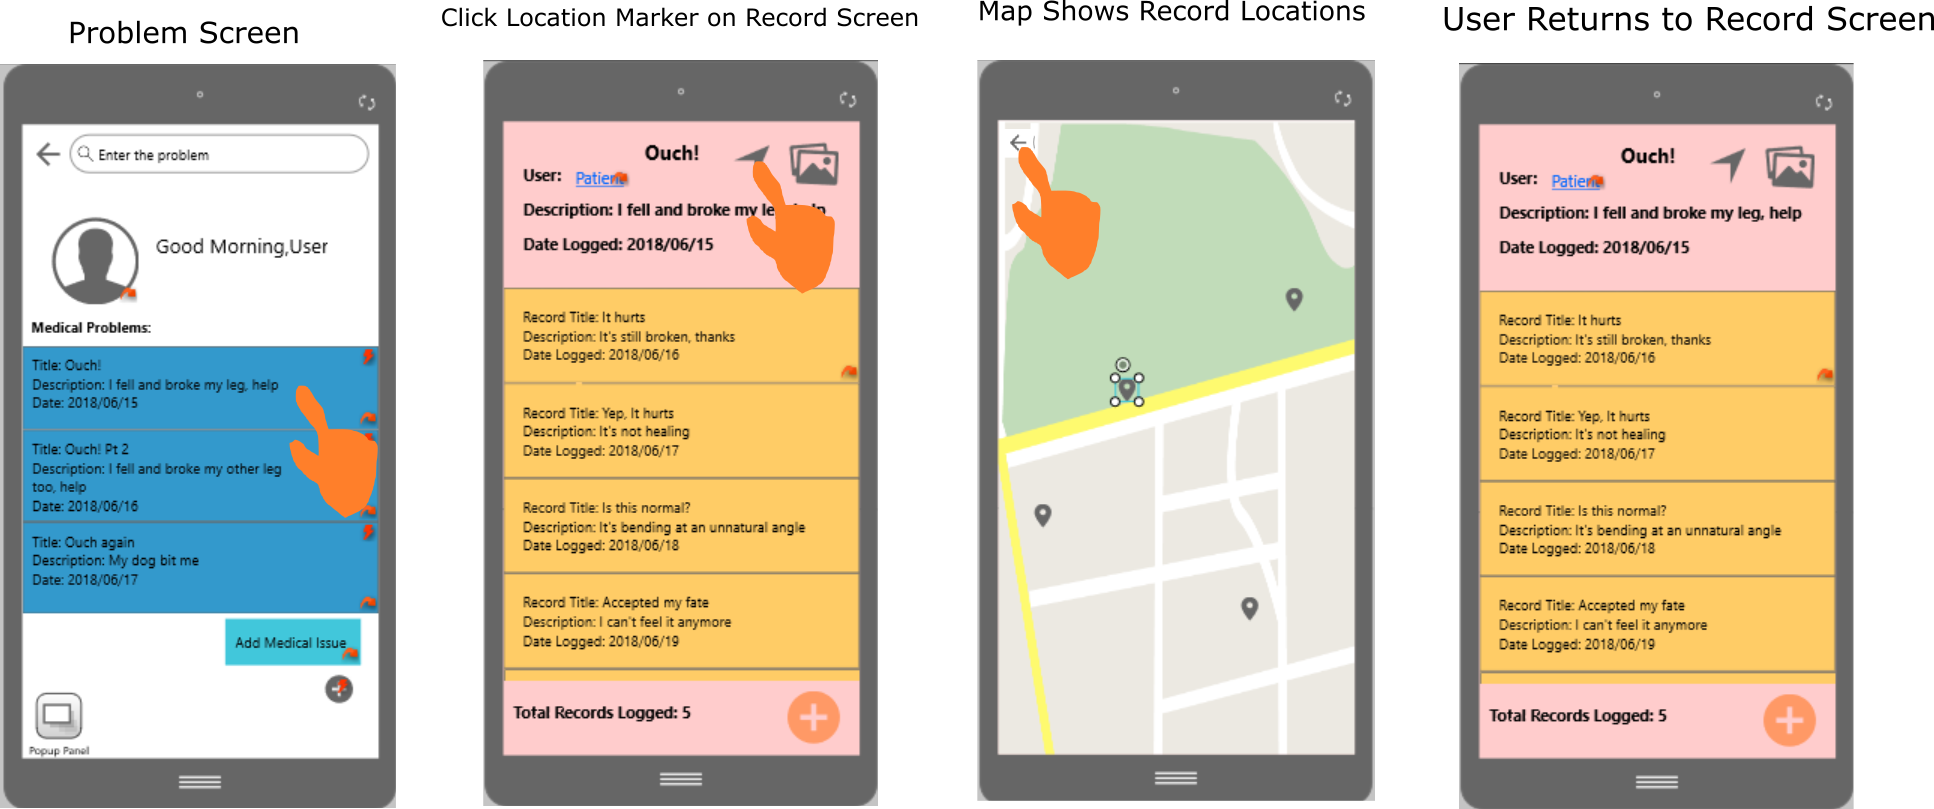 Problem Screen
Enter the problem
Good Morning,User
Medical Problems:
Title: Ouch!
Description: I fell and broke my leg, help
Date: 2018/06/15
Title: Ouch! Pt 2
Description: I fell and broke my other leg
too, help
Date: 2018/06/16
Title: Ouch again
Description: My dog bit me
Date: 2018/06/17
Add Medical Issue
Popup Panel
Click Location Marker on Record Screen
Ouch!
User: Patient
Description: I fell and broke my
Date Logged: 2018/06/15
Record Title: It hurts
Description: It's still broken, thanks
Date Logged: 2018/06/16
Record Title: Yep, It hurts
Description: It's not healing
Date Logged: 2018/06/17
Record Title: Is this normal?
Description: It's bending at an unnatural angle
Date Logged: 2018/06/18
Record Title: Accepted my fate
Description: I can't feel it anymore
Date Logged: 2018/06/19
Total Records Logged: 5
Map Shows Record Locations
User Returns to Record Screen
Ouch!
User: Patient
Description: I fell and broke my leg, help
Date Logged: 2018/06/15
Record Title: It hurts
Description: It's still broken, thanks
Date Logged: 2018/06/16
Record Title: Yep, It hurts
Description: It's not healing
Date Logged: 2018/06/17
Record Title: Is this normal?
Description: It's bending at an unnatural angle
Date Logged: 2018/06/18
Record Title: Accepted my fate
Description: I can't feel it anymore
Date Logged: 2018/06/19
Total Records Logged: 5